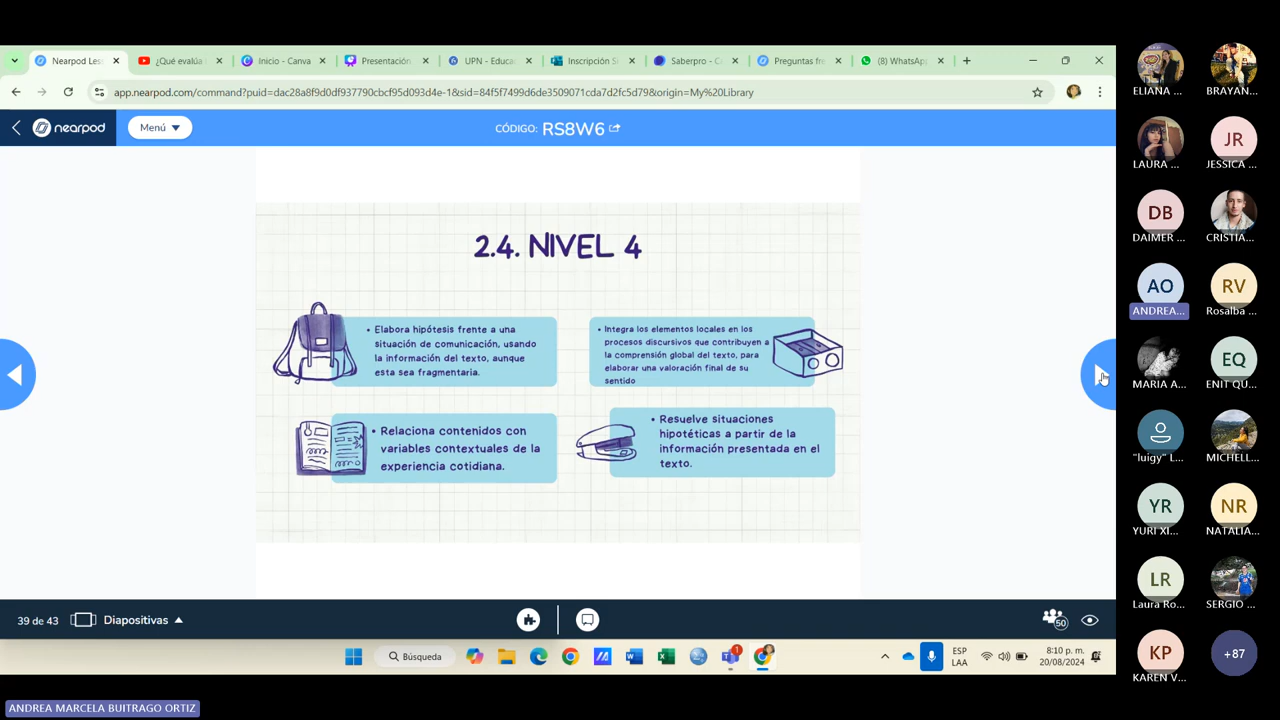 Nearpod Les
¿Qué evalúa
Inicio - Canva
Presentación
UPN - Educa
Inscripción S
Saberpro - C
Preguntas fre
(8) WhatsApp
app.nearpod.com/command?puid=dac28a8f9d0df937790cbcf95d093d4e-1&sid=84f5f7499d6de3509071cda7d2fc5d79&origin=My%20Library
nearpod
Menú
CÓDIGO: RS8W6
2.4. NIVEL 4
• Elabora hipótesis frente a una
situación de comunicación, usando
la información del texto, aunque
esta sea fragmentaria.
• Integra los elementos locales en los
procesos discursivos que contribuyen a
la comprensión global del texto, para
elaborar una valoración final de su
sentido
• Relaciona contenidos con
variables contextuales de la
experiencia cotidiana.
• Resuelve situaciones
hipotéticas a partir de la
información presentada en el
texto.
39 de 43
Diapositivas
50
Búsqueda
1
ESP
LAA
8:10 p. m.
20/08/2024
ELIANA ...
BRAYAN...
LAURA ...
JR
JESSICA ...
DB
DAIMER ...
CRISTIA...
AO
ANDREA...
RV
Rosalba ...
MARIA A...
EQ
ENIT QU...
"luigy" L...
MICHELL...
YR
YURI XI...
NR
NATALIA...
LR
Laura Ro...
SERGIO ...
KP
KAREN V...
+87
ANDREA MARCELA BUITRAGO ORTIZ